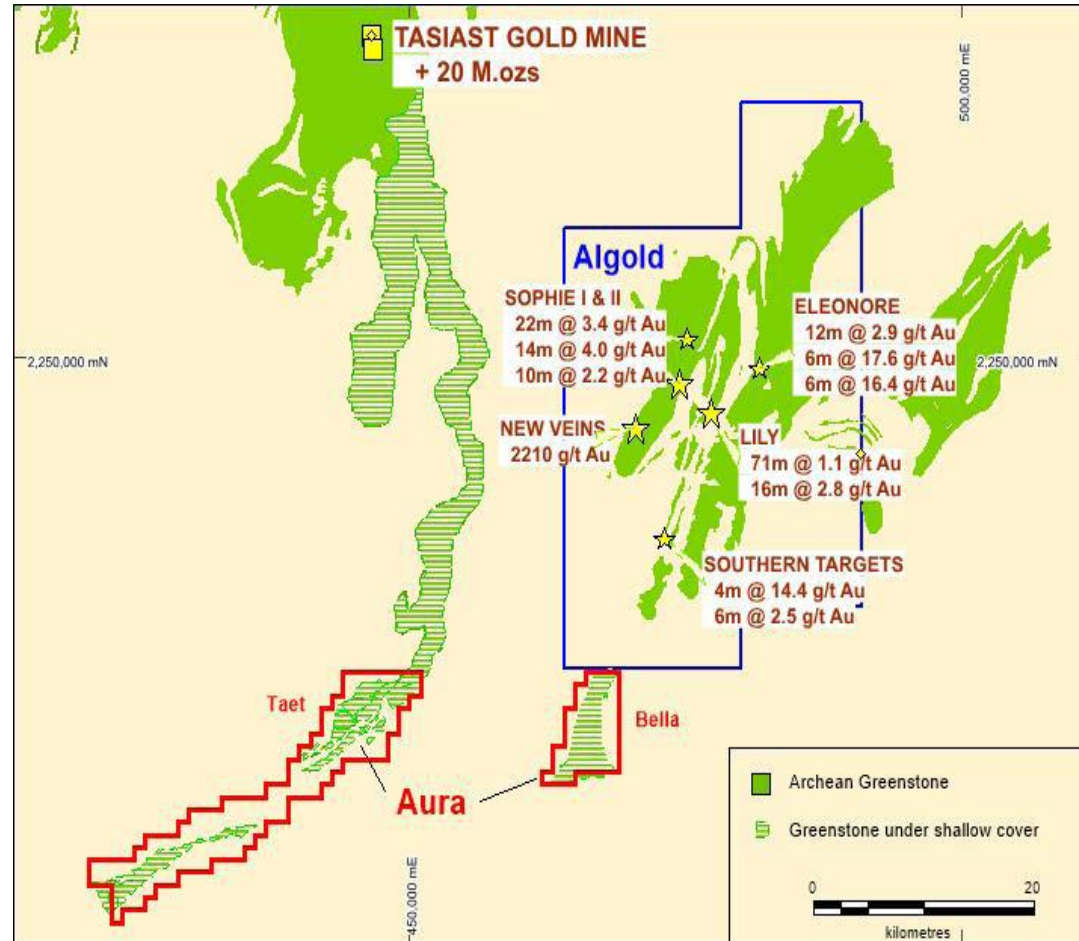 TASIAST GOLD MINE
+ 20 M.ozs
500,000 mE
Algold
SOPHIE I & II
22m @ 3.4 g/t Au
14m @ 4.0 g/t Au
10m @ 2.2 g/t Au
ELEONORE
12m @ 2.9 g/t Au
6m @ 17.6 g/t Au
6m @ 16.4 g/t Au
2,250,000 mN
2,250,000 mN
NEW VEINS
2210 g/t Au
LILY
71m @ 1.1 g/t Au
16m @ 2.8 g/t Au
SOUTHERN TARGETS
4m @ 14.4 g/t Au
6m @ 2.5 g/t Au
Taet
Bella
Aura
450,000 mE
Archean Greenstone
Greenstone under shallow cover
0 20
kilometres